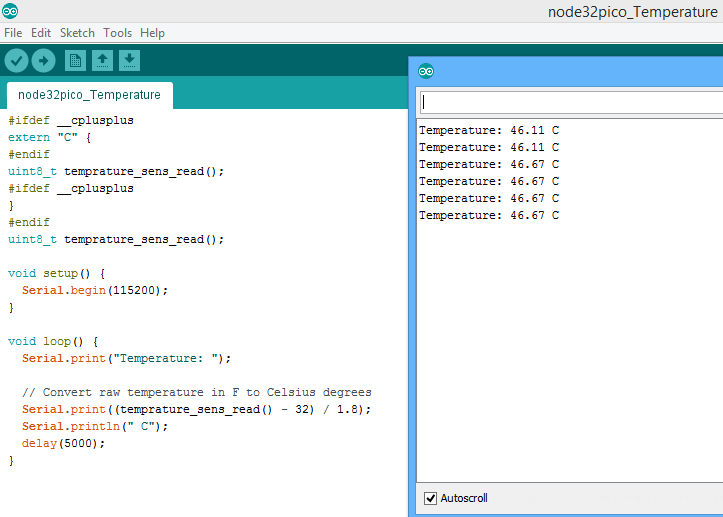 node32pico_Temperature
File Edit Sketch Tools Help
node32pico_Temperature
#ifdef __cplusplus
extern "C" {
#endif
uint8_t temprature_sens_read();
#ifdef __cplusplus
}
#endif
uint8_t temprature_sens_read();
void setup() {
Serial.begin(115200);
}
void loop() {
Serial.print("Temperature: ");
// Convert raw temperature in F to Celsius degrees
Serial.print((temprature_sens_read() - 32) / 1.8);
Serial.println(" C");
delay(5000);
}
Temperature: 46.11 C
Temperature: 46.11 C
Temperature: 46.67 C
Temperature: 46.67 C
Temperature: 46.67 C
Temperature: 46.67 C
Autoscroll